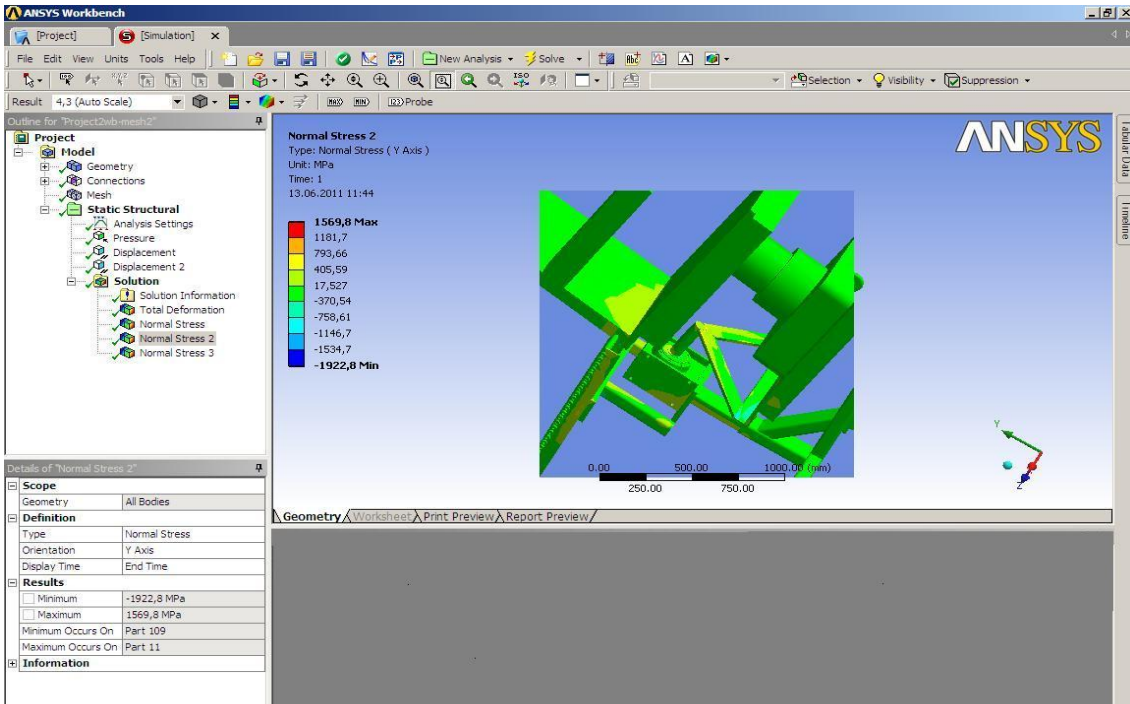 ANSYS Workbench
[Project] [Simulation]
File Edit View Units Tools Help New Analysis Solve
Selection Visibility Suppression
Result 4,3 (Auto Scale) MAX MIN 123 Probe
Outline for "Project2wb-mesh2"
Project
Model
Geometry
Connections
Mesh
Static Structural
Analysis Settings
Pressure
Displacement
Displacement 2
Solution
Solution Information
Total Deformation
Normal Stress
Normal Stress 2
Normal Stress 3
Details of "Normal Stress 2"
Scope
Geometry All Bodies
Definition
Type Normal Stress
Orientation Y Axis
Display Time End Time
Results
Minimum -1922,8 MPa
Maximum 1569,8 MPa
Minimum Occurs On Part 109
Maximum Occurs On Part 11
Information
Normal Stress 2
Type: Normal Stress ( Y Axis )
Unit: MPa
Time: 1
13.06.2011 11:44
1569,8 Max
1181,7
793,66
405,59
17,527
-370,54
-758,61
-1146,7
-1534,7
-1922,8 Min
ANSYS
0.00 500.00 1000.00 (mm)
250.00 750.00
Y
Z
Geometry Worksheet Print Preview Report Preview
Tabular Data
Timeline